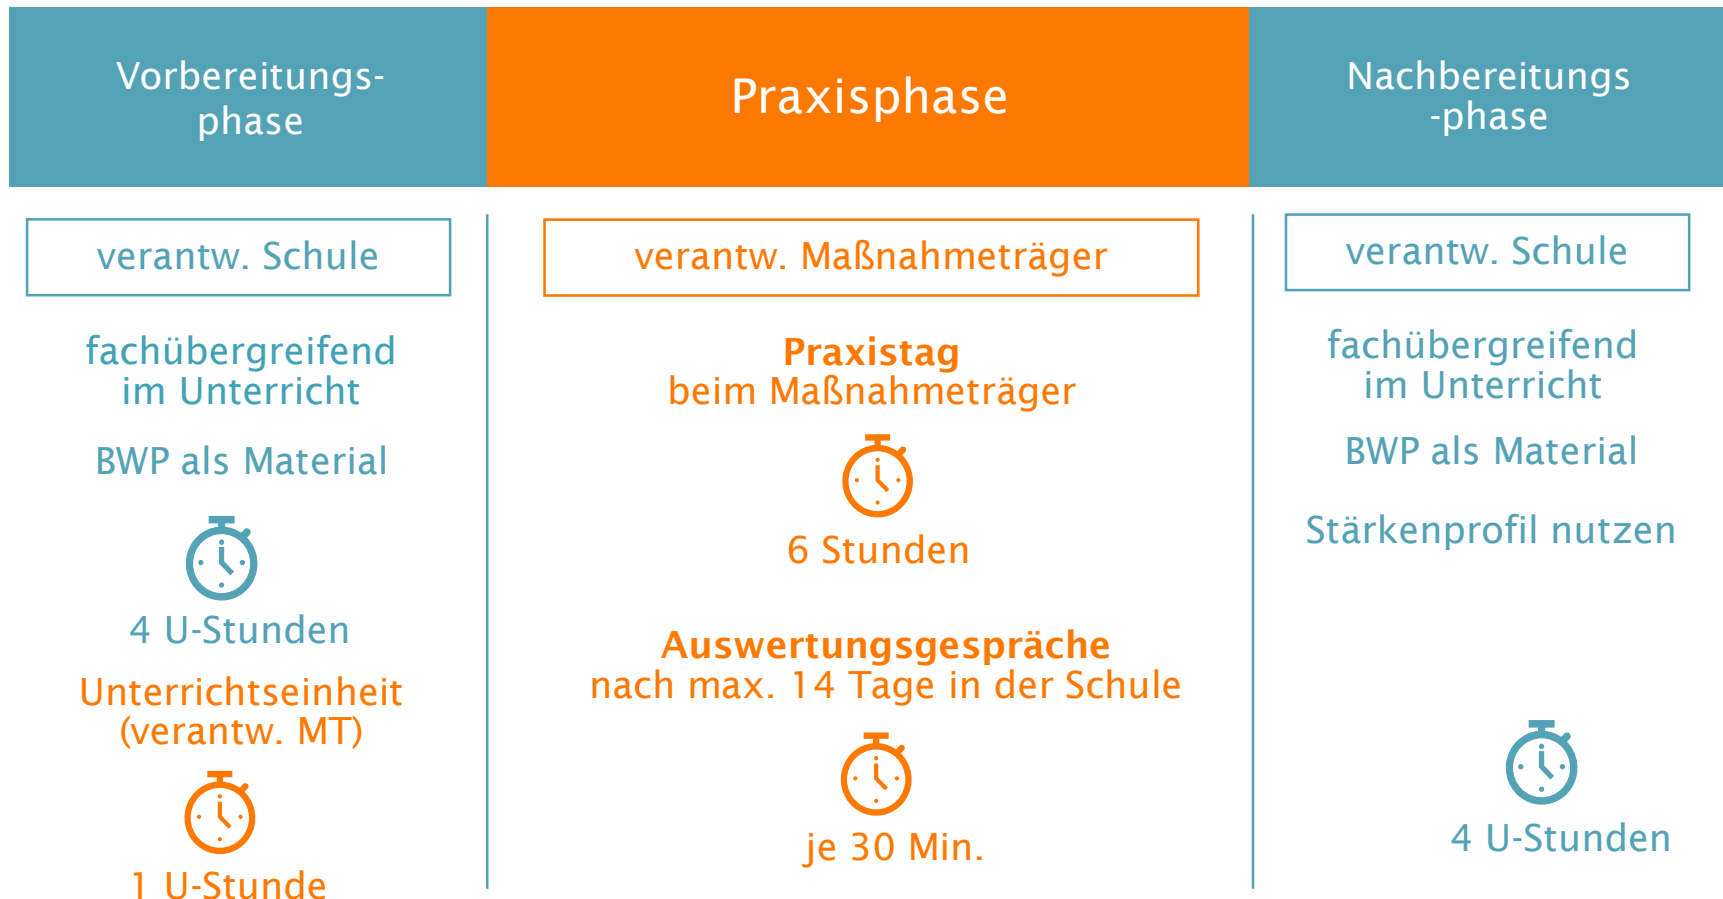 Vorbereitungs-
phase
Praxisphase
Nachbereitungs
-phase
verantw. Schule
fachübergreifend
im Unterricht
BWP als Material
4 U-Stunden
Unterrichtseinheit
(verantw. MT)
1 U-Stunde
verantw. Maßnahmeträger
Praxistag
beim Maßnahmeträger
6 Stunden
Auswertungsgespräche
nach max. 14 Tage in der Schule
je 30 Min.
verantw. Schule
fachübergreifend
im Unterricht
BWP als Material
Stärkenprofil nutzen
4 U-Stunden